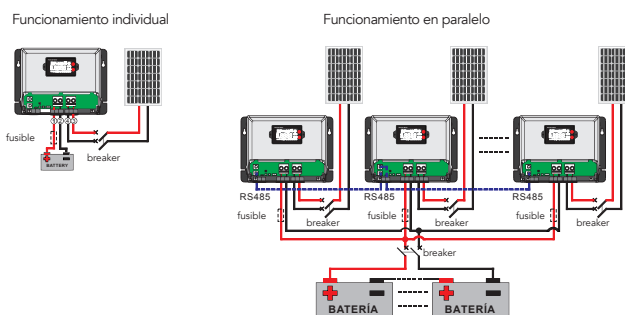 Funcionamiento individual
Funcionamiento en paralelo
fusible
breaker
BATTERY
RS485
RS485
RS485
fusible
breaker
fusible
breaker
fusible
breaker
breaker
BATERÍA
BATERÍA